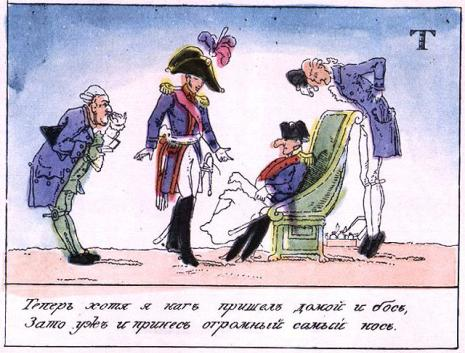 Т
Теперь хотя я нагъ пришелъ домой и босъ,
Зато ужъ и принесъ огромный самый носъ.